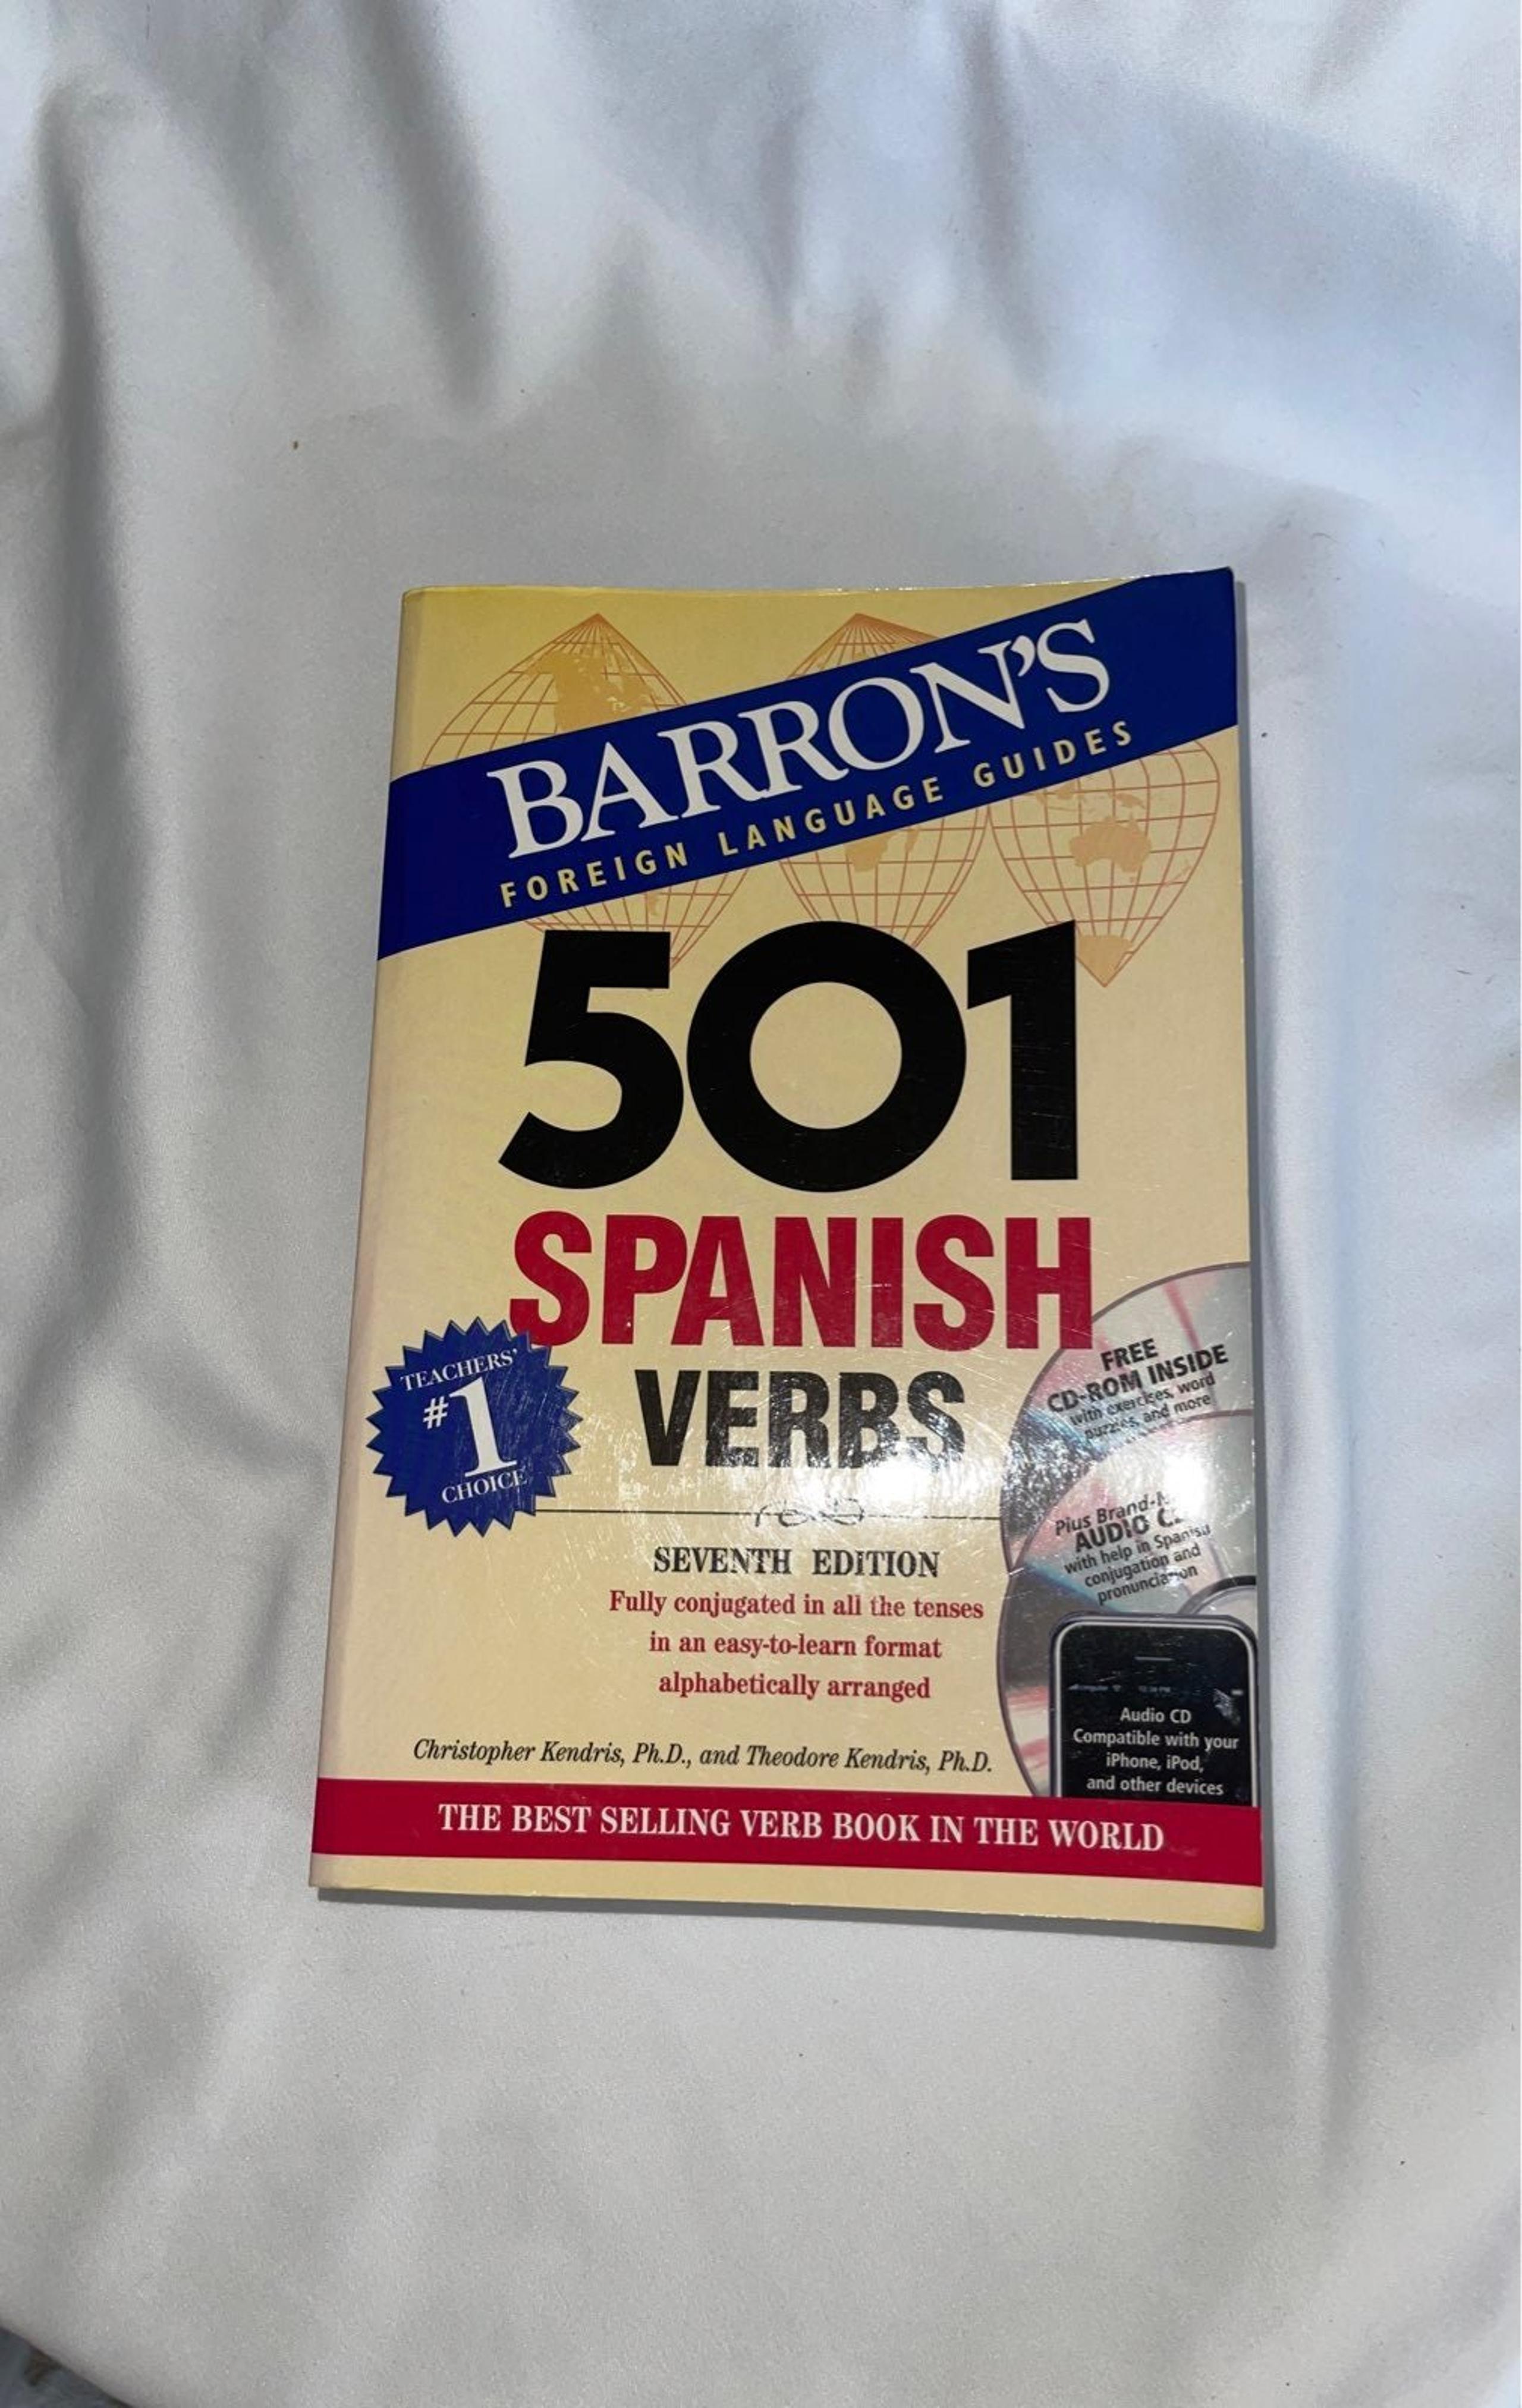 BARRON'S
FOREIGN LANGUAGE GUIDES
501
SPANISH
VERBS
TEACHERS'
#1
CHOICE
FREE
CD-ROM INSIDE
with exercises, word
puzzles, and more
Plus Brand-N
AUDIO C
with help in Spanish
conjugation and
pronunciation
SEVENTH EDITION
Fully conjugated in all the tenses
in an easy-to-learn format
alphabetically arranged
Audio CD
Compatible with your
iPhone, iPod,
and other devices
Christopher Kendris, Ph.D., and Theodore Kendris, Ph.D.
THE BEST SELLING VERB BOOK IN THE WORLD